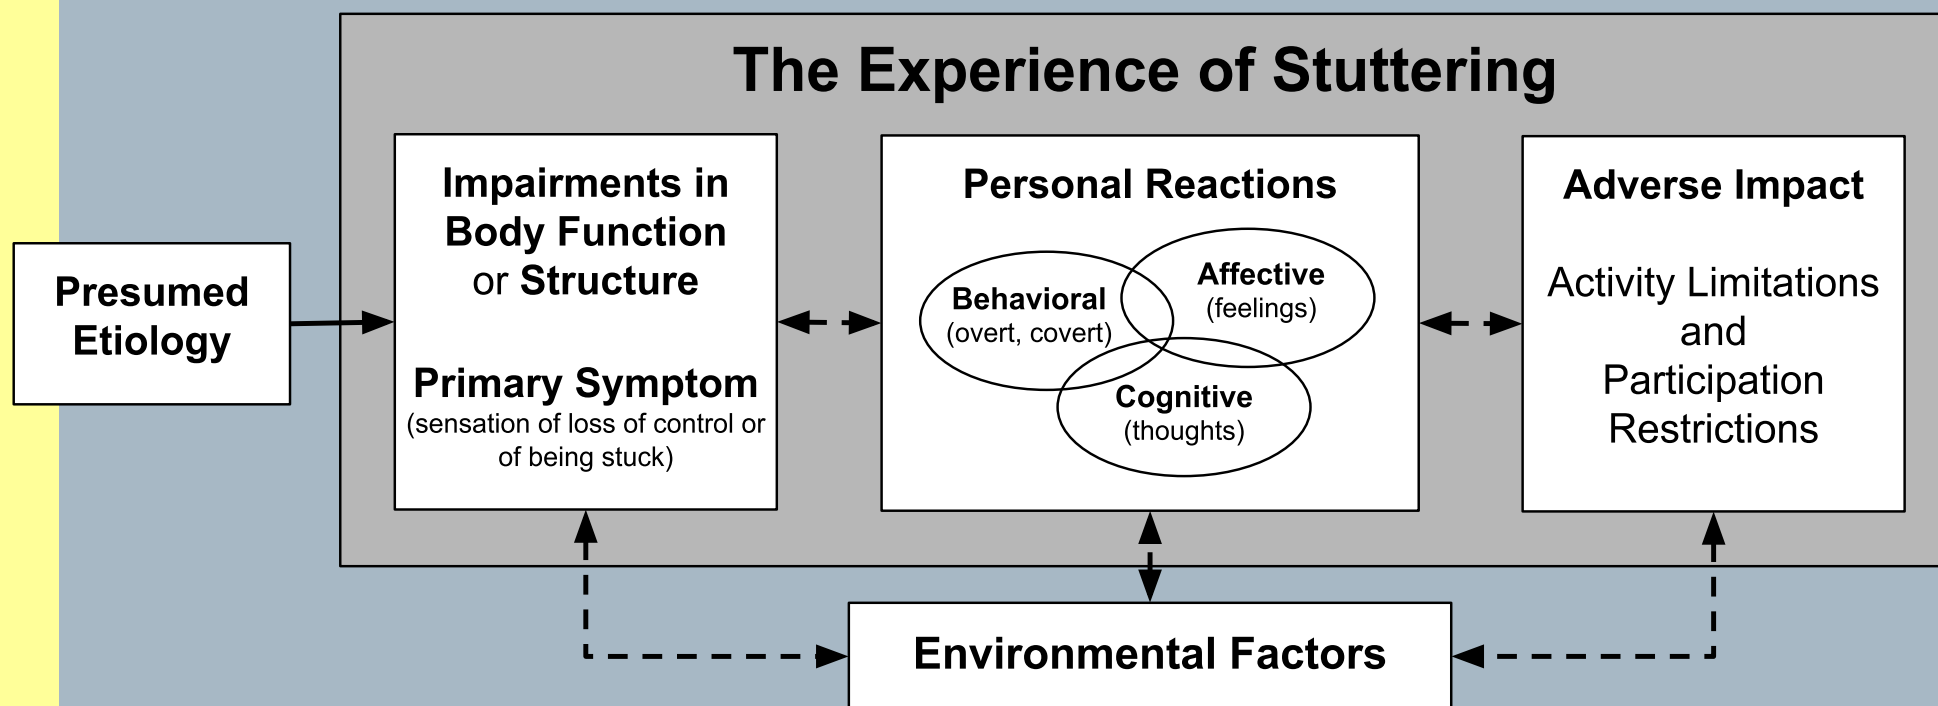 The Experience of Stuttering
Presumed
Etiology
Impairments in
Body Function
or Structure
Primary Symptom
(sensation of loss of control or
of being stuck)
Personal Reactions
Behavioral
(overt, covert)
Affective
(feelings)
Cognitive
(thoughts)
Adverse Impact
Activity Limitations
and
Participation
Restrictions
Environmental Factors